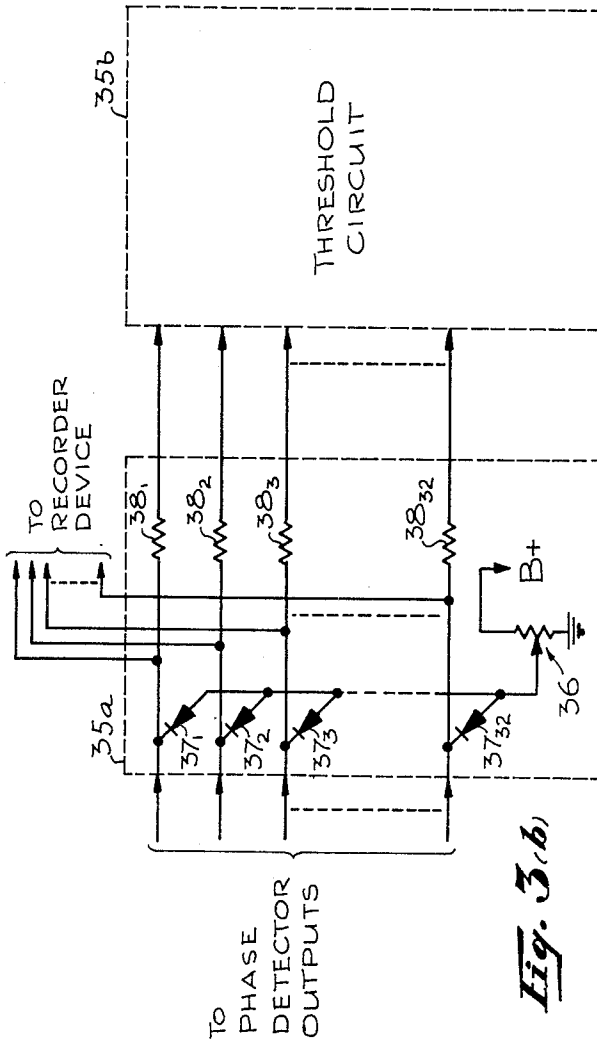 35a
35b
TO
RECORDER
DEVICE
TO
PHASE
DETECTOR
OUTPUTS
37₁
37₂
37₃
37₃₂
38₁
38₂
38₃
38₃₂
THRESHOLD
CIRCUIT
36
B+
Fig. 3(b)